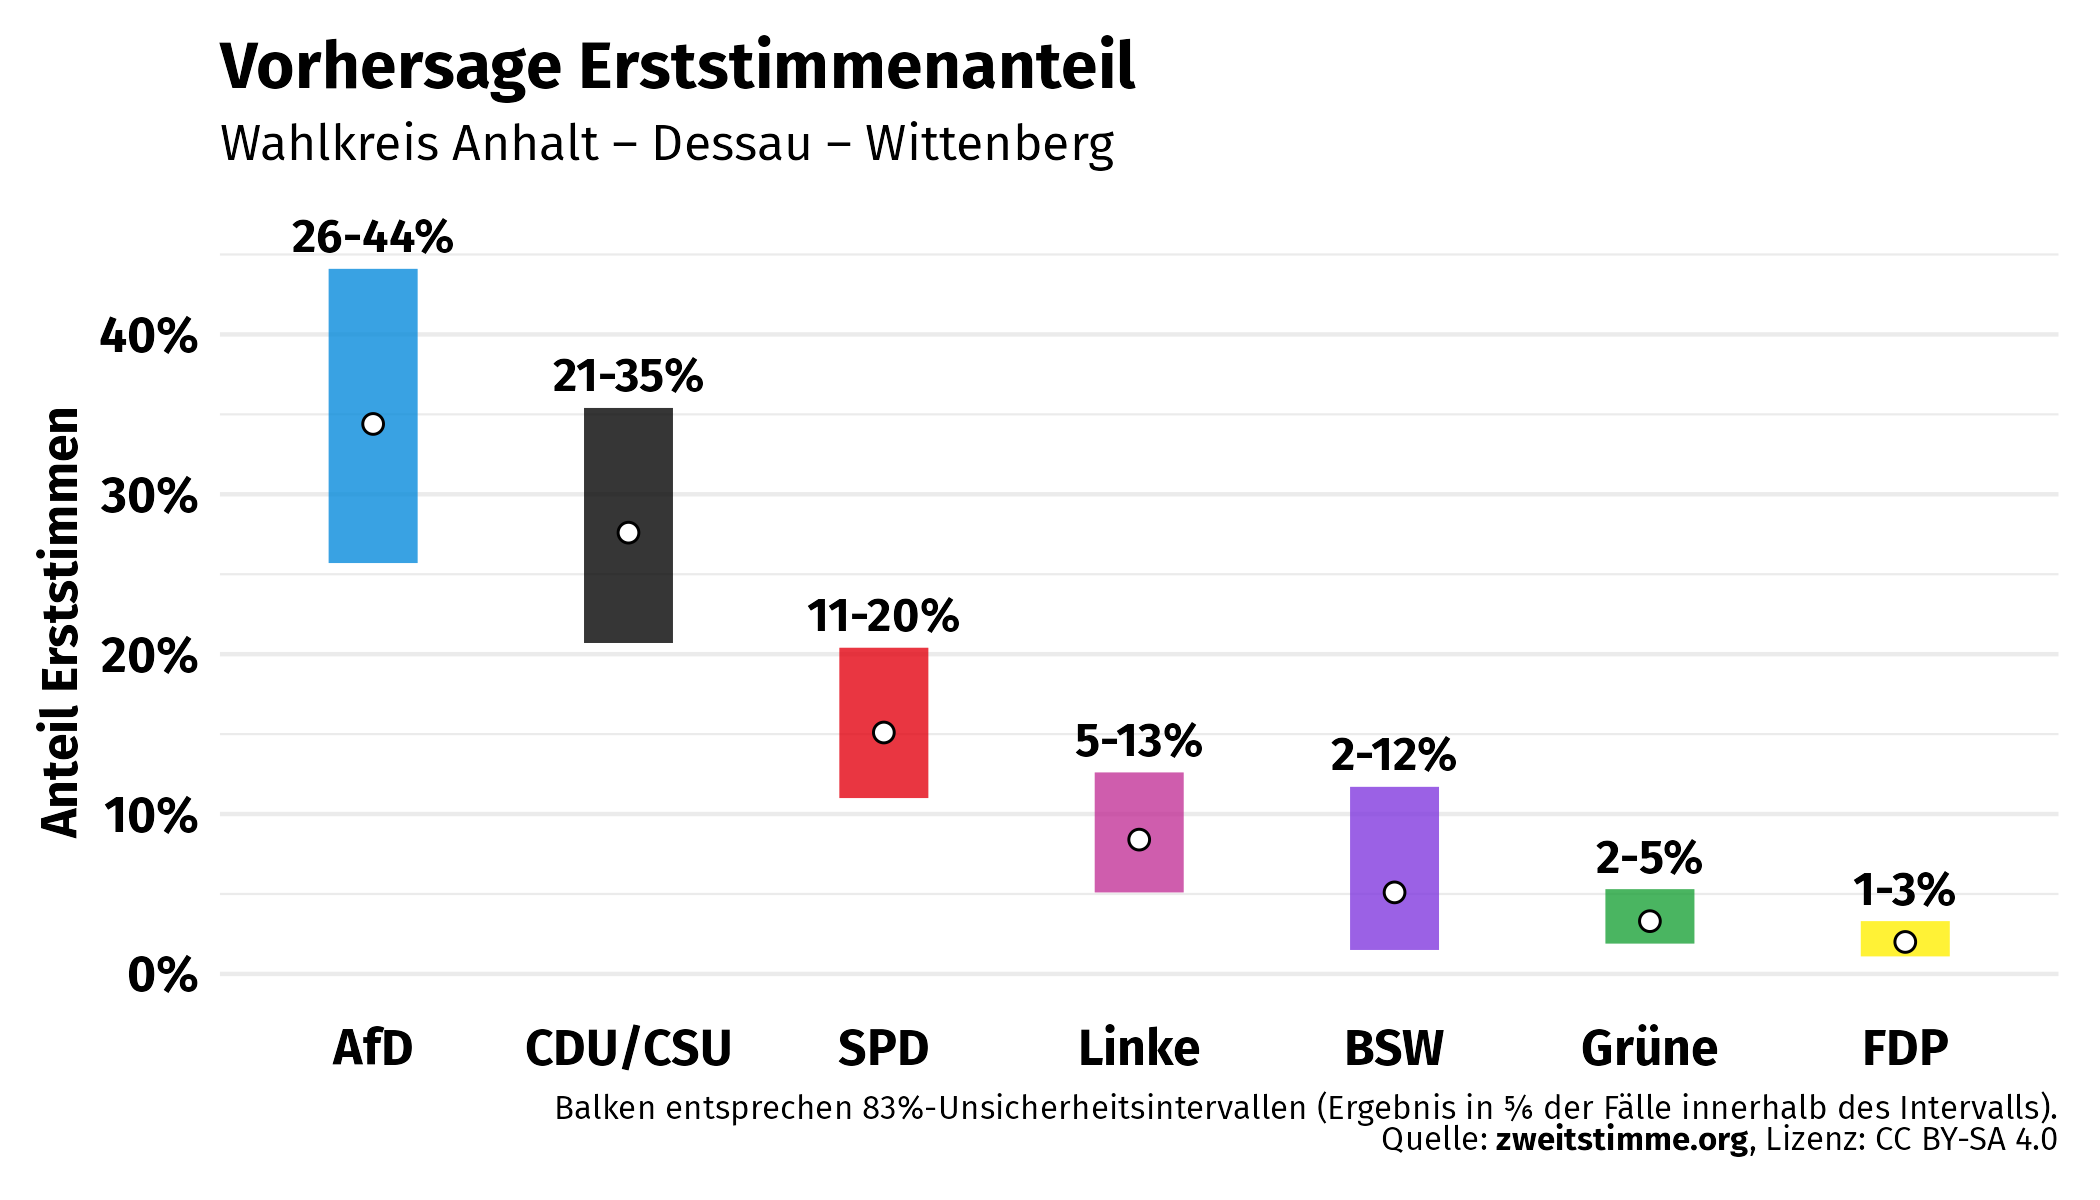 Vorhersage Erststimmenanteil
Wahlkreis Anhalt – Dessau – Wittenberg
Anteil Erststimmen
40%
30%
20%
10%
0%
26-44%
21-35%
11-20%
5-13%
2-12%
2-5%
1-3%
AfD CDU/CSU SPD Linke BSW Grüne FDP
Balken entsprechen 83%-Unsicherheitsintervallen (Ergebnis in ⅚ der Fälle innerhalb des Intervalls).
Quelle: zweitstimme.org, Lizenz: CC BY-SA 4.0